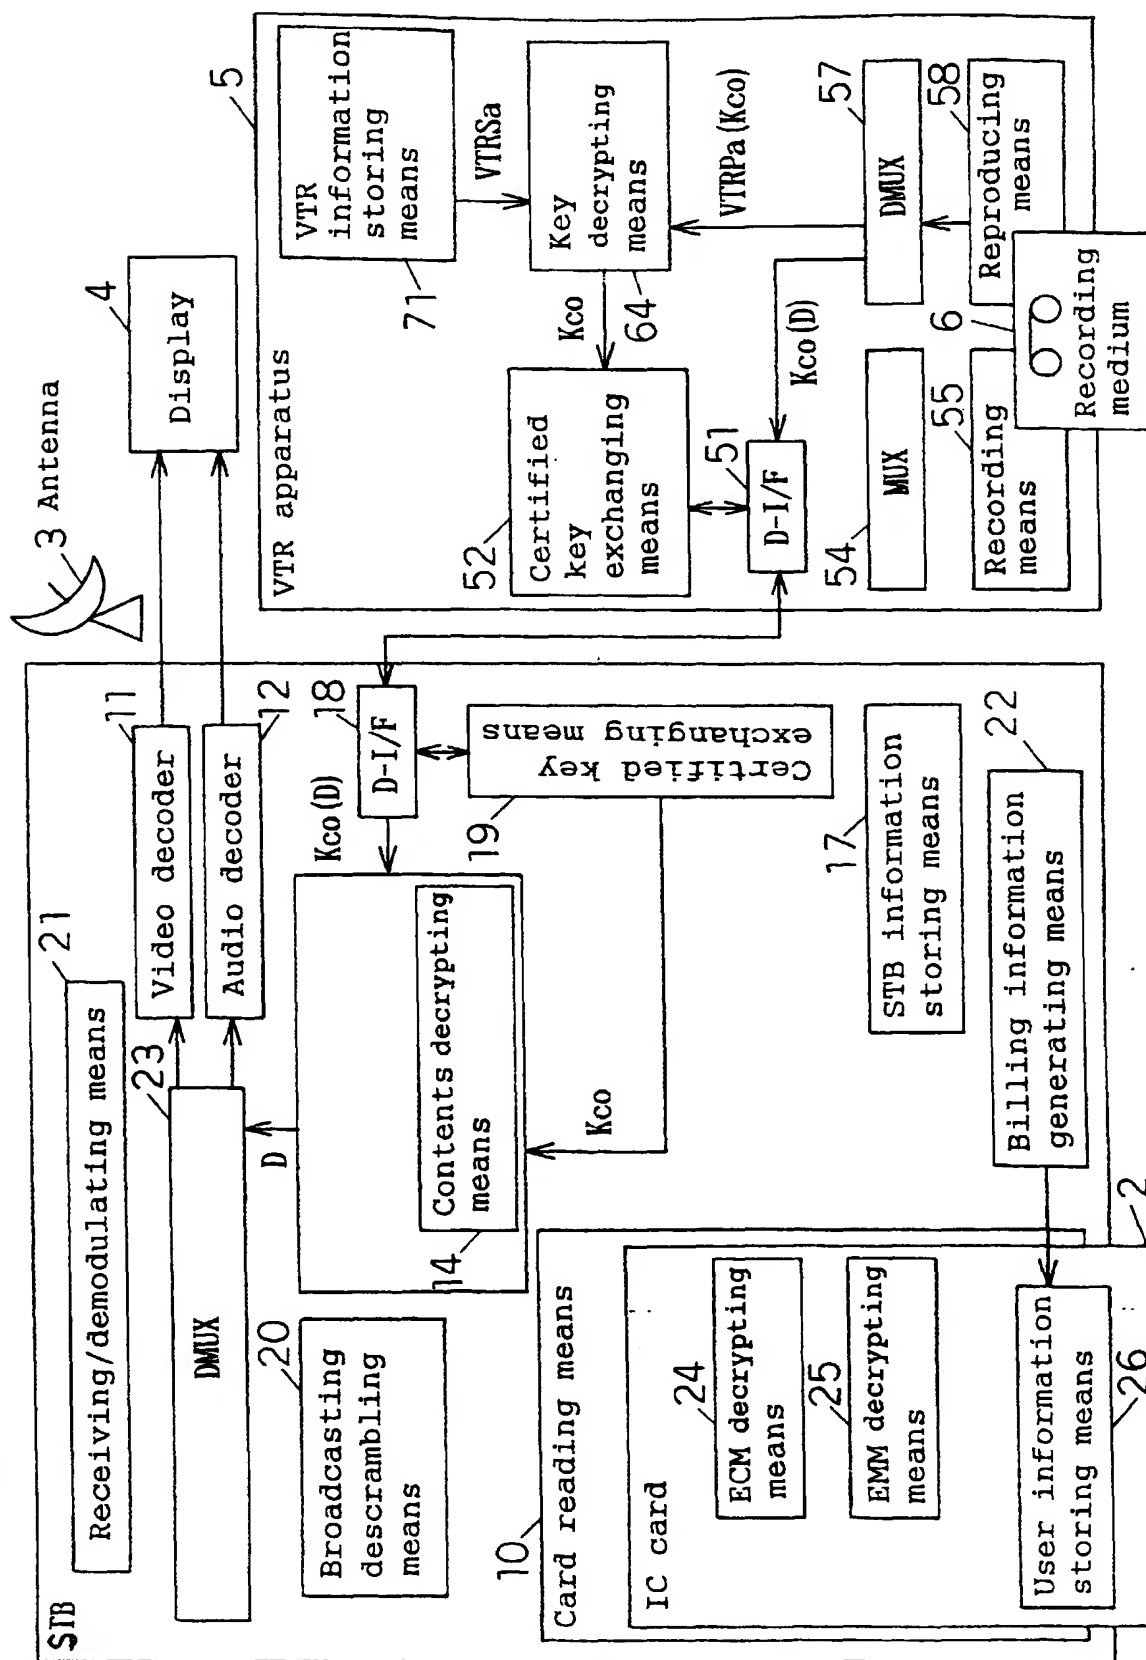 STB
Receiving/demodulating means
21
DMUX
23
Video decoder
11
Audio decoder
12
3 Antenna
Display
4
Broadcasting
descrambling
means
20
D
Contents decrypting
means
14
Kco(D)
D-I/F
18
Certified key
exchanging means
19
Kco
STB information
storing means
17
Billing information
generating means
22
Card reading means
10
IC card
2
ECM decrypting
means
24
EMM decrypting
means
25
User information
storing means
26
VTR apparatus
5
VTR
information
storing
means
71
VTRSa
Key
decrypting
means
64
Kco
Certified
key
exchanging
means
52
VTRPa(Kco)
D-I/F
51
Kco(D)
MUX
54
DMUX
57
Recording
means
55
Reproducing
means
58
Recording
medium
6